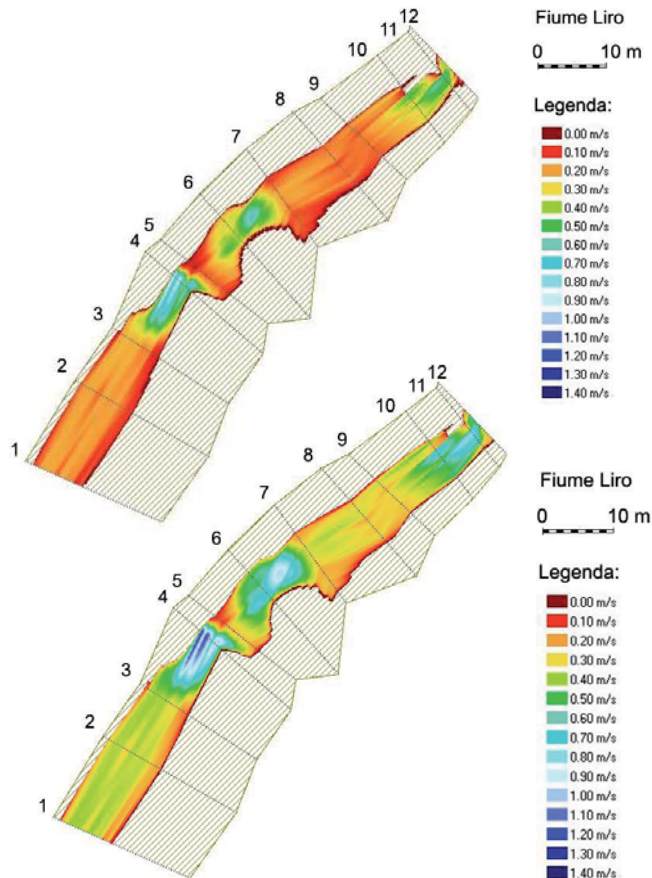 12
11
10
9
8
7
6
5
4
3
2
1
Fiume Liro
0 10 m
Legenda:
0.00 m/s
0.10 m/s
0.20 m/s
0.30 m/s
0.40 m/s
0.50 m/s
0.60 m/s
0.70 m/s
0.80 m/s
0.90 m/s
1.00 m/s
1.10 m/s
1.20 m/s
1.30 m/s
1.40 m/s
12
11
10
9
8
7
6
5
4
3
2
1
Fiume Liro
0 10 m
Legenda:
0.00 m/s
0.10 m/s
0.20 m/s
0.30 m/s
0.40 m/s
0.50 m/s
0.60 m/s
0.70 m/s
0.80 m/s
0.90 m/s
1.00 m/s
1.10 m/s
1.20 m/s
1.30 m/s
1.40 m/s